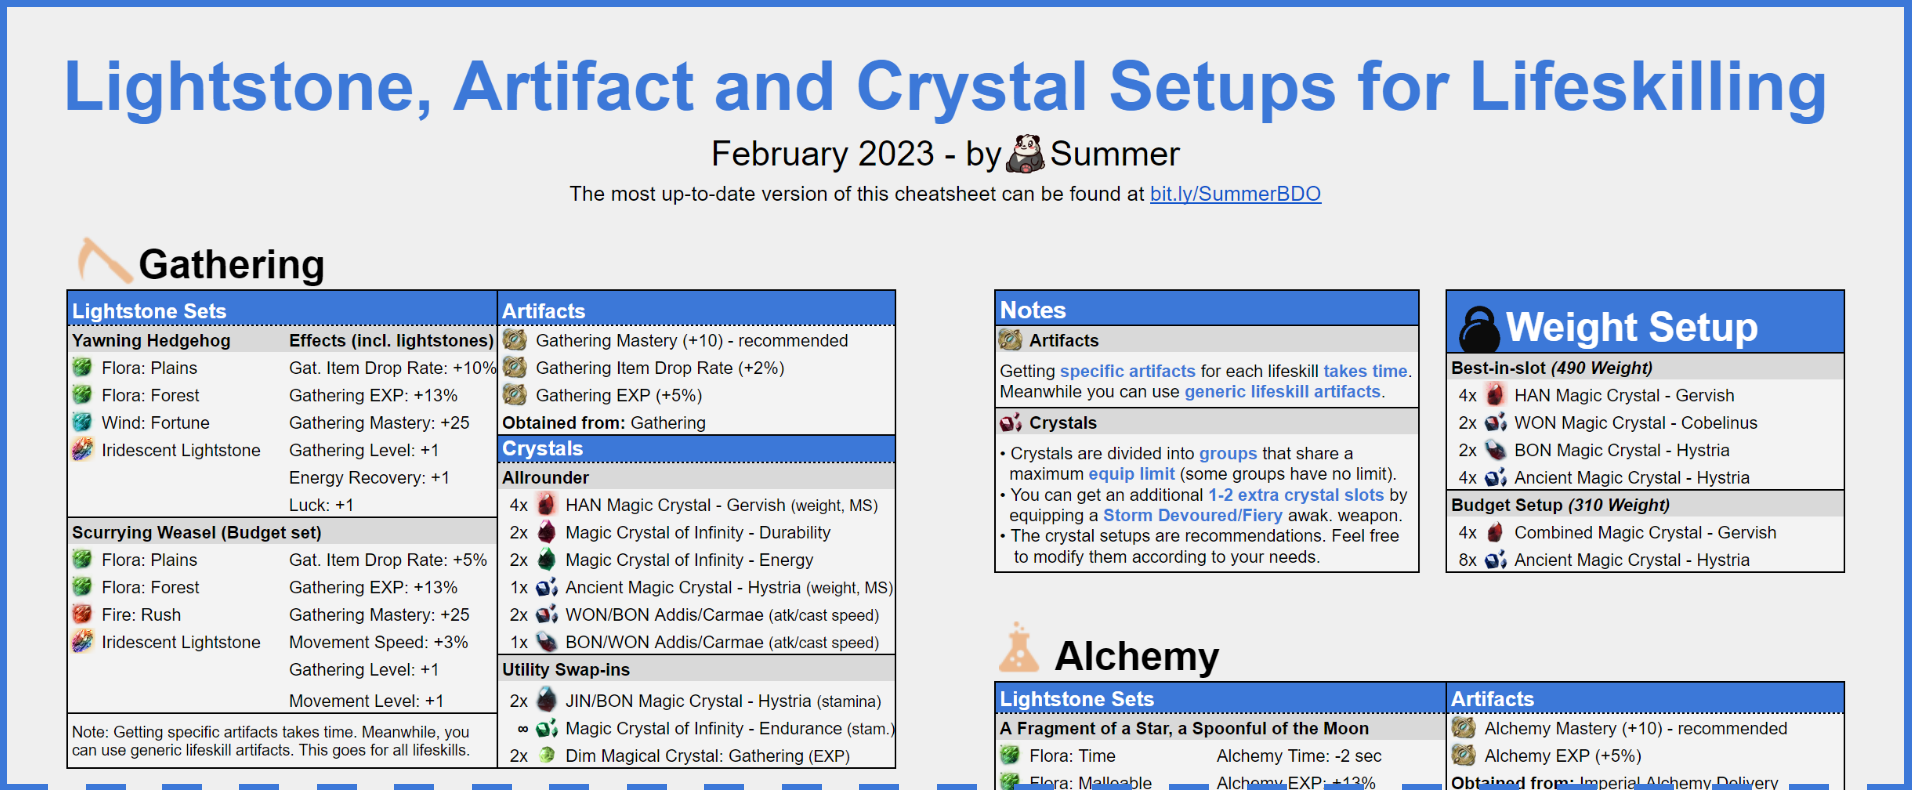 Lightstone, Artifact and Crystal Setups for Lifeskilling
February 2023 - by Summer
The most up-to-date version of this cheatsheet can be found at bit.ly/SummerBDO
Gathering
Lightstone Sets
Yawning Hedgehog Effects (incl. lightstones)
Flora: Plains Gat. Item Drop Rate: +10%
Flora: Forest Gathering EXP: +13%
Wind: Fortune Gathering Mastery: +25
Iridescent Lightstone Gathering Level: +1
Energy Recovery: +1
Luck: +1
Scurrying Weasel (Budget set)
Flora: Plains Gat. Item Drop Rate: +5%
Flora: Forest Gathering EXP: +13%
Fire: Rush Gathering Mastery: +25
Iridescent Lightstone Movement Speed: +3%
Gathering Level: +1
Movement Level: +1
Note: Getting specific artifacts takes time. Meanwhile, you
can use generic lifeskill artifacts. This goes for all lifeskills.
Artifacts
Gathering Mastery (+10) - recommended
Gathering Item Drop Rate (+2%)
Gathering EXP (+5%)
Obtained from: Gathering
Crystals
Allrounder
4x HAN Magic Crystal - Gervish (weight, MS)
2x Magic Crystal of Infinity - Durability
2x Magic Crystal of Infinity - Energy
1x Ancient Magic Crystal - Hystria (weight, MS)
2x WON/BON Addis/Carmae (atk/cast speed)
1x BON/WON Addis/Carmae (atk/cast speed)
Utility Swap-ins
2x JIN/BON Magic Crystal - Hystria (stamina)
∞ Magic Crystal of Infinity - Endurance (stam.)
2x Dim Magical Crystal: Gathering (EXP)
Notes
Artifacts
Getting specific artifacts for each lifeskill takes time.
Meanwhile you can use generic lifeskill artifacts.
Crystals
• Crystals are divided into groups that share a
maximum equip limit (some groups have no limit).
• You can get an additional 1-2 extra crystal slots by
equipping a Storm Devoured/Fiery awak. weapon.
• The crystal setups are recommendations. Feel free
to modify them according to your needs.
Weight Setup
Best-in-slot (490 Weight)
4x HAN Magic Crystal - Gervish
2x WON Magic Crystal - Cobelinus
2x BON Magic Crystal - Hystria
4x Ancient Magic Crystal - Hystria
Budget Setup (310 Weight)
4x Combined Magic Crystal - Gervish
8x Ancient Magic Crystal - Hystria
Alchemy
Lightstone Sets
A Fragment of a Star, a Spoonful of the Moon
Flora: Time Alchemy Time: -2 sec
Flora: Malleable Alchemy EXP: +13%
Artifacts
Alchemy Mastery (+10) - recommended
Alchemy EXP (+5%)
Obtained from: Imperial Alchemy Delivery